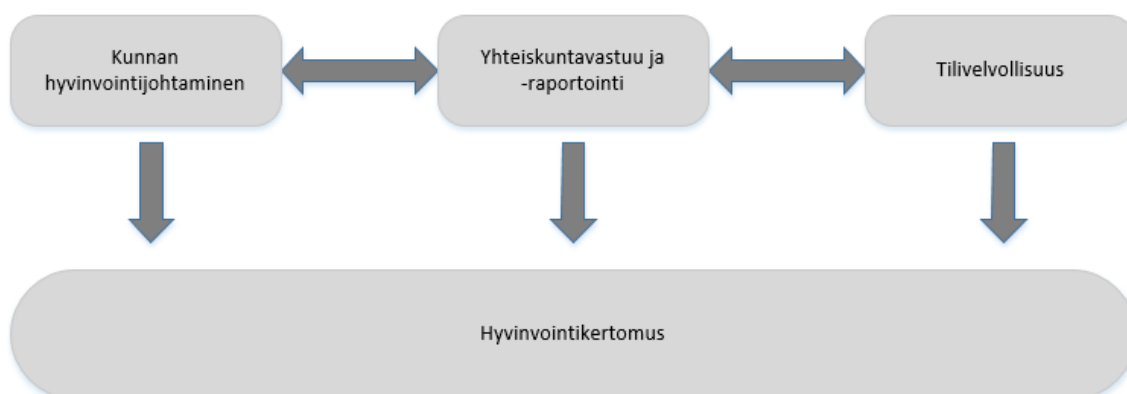 Kunnan
hyvinvointijohtaminen
Yhteiskuntavastuu ja
-raportointi
Tilivelvollisuus
Hyvinvointikertomus